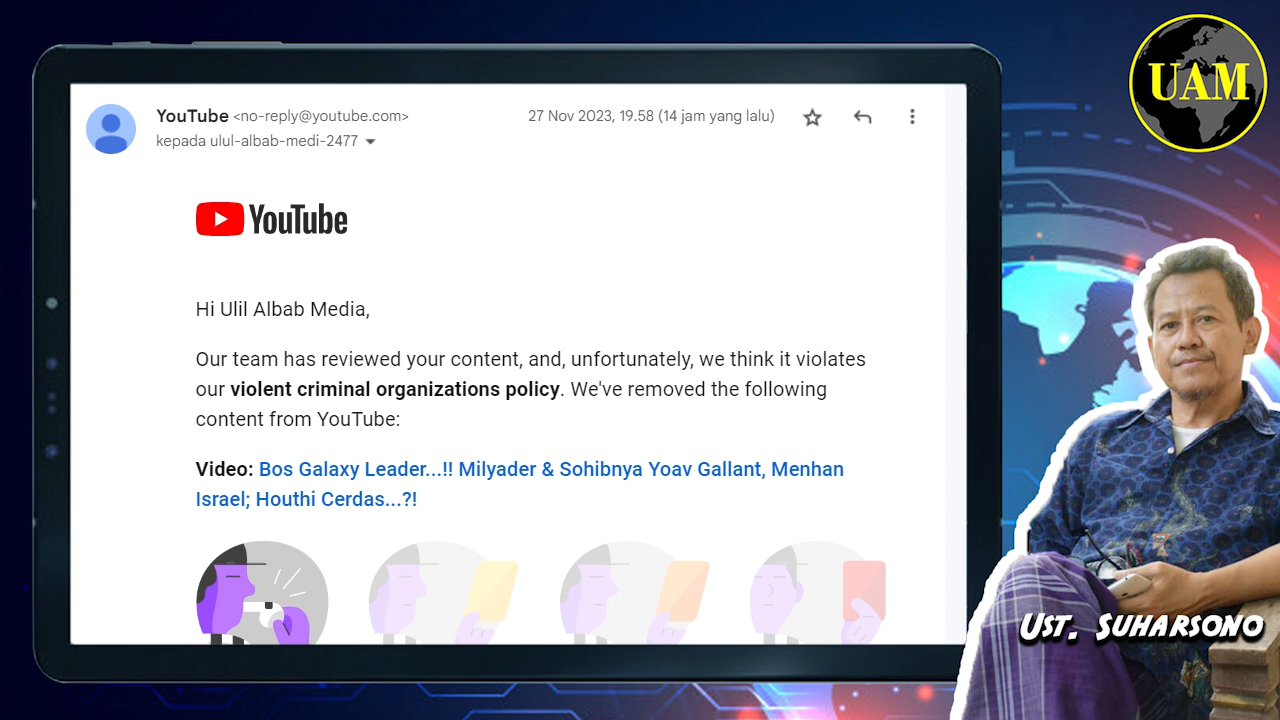 YouTube <no-reply@youtube.com>
27 Nov 2023, 19.58 (14 jam yang lalu)
kepada ulul-albab-medi-2477
YouTube
Hi Ulil Albab Media,
Our team has reviewed your content, and, unfortunately, we think it violates
our violent criminal organizations policy. We've removed the following
content from YouTube:
Video: Bos Galaxy Leader...!! Milyader & Sohibnya Yoav Gallant, Menhan
Israel; Houthi Cerdas...?!
UAM
Ust. Suharsono